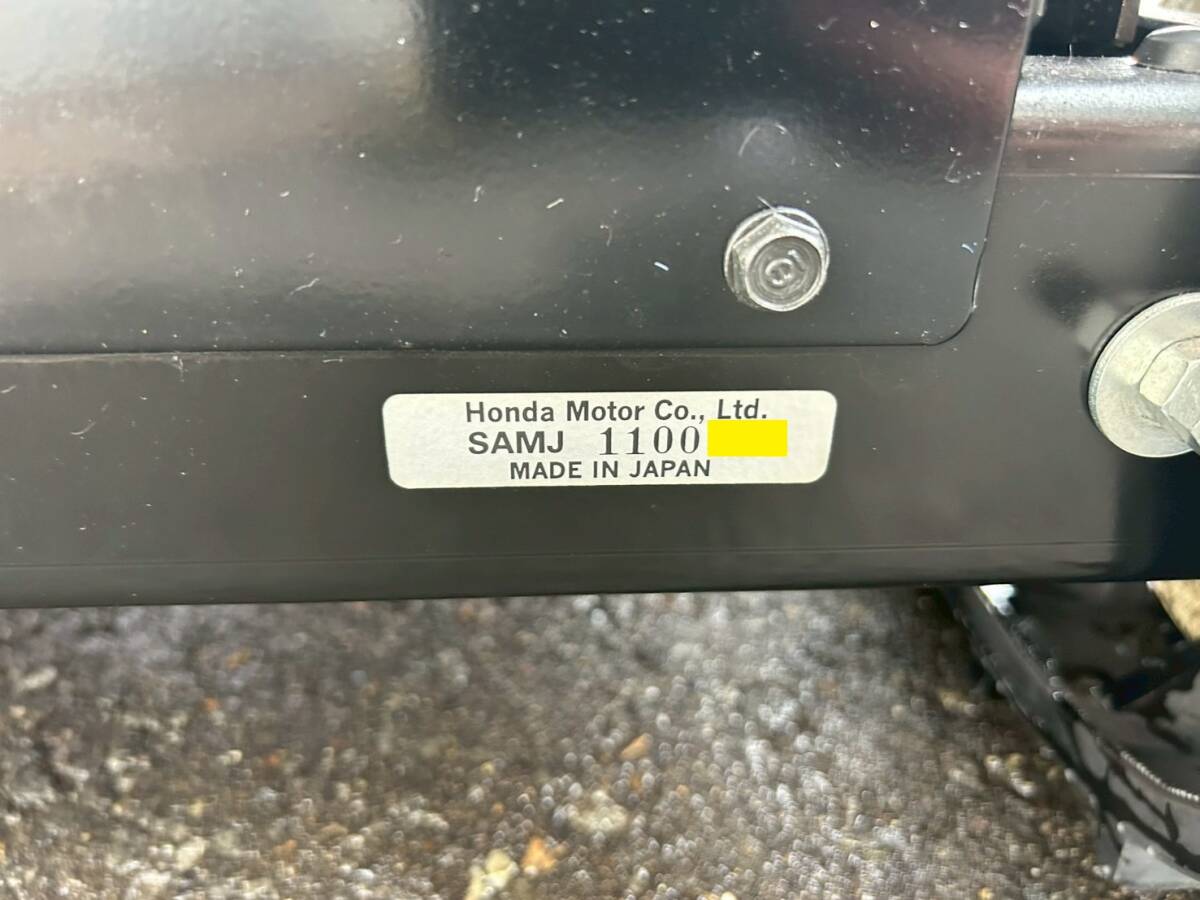 Honda Motor Co., Ltd.
SAMJ 1100
MADE IN JAPAN